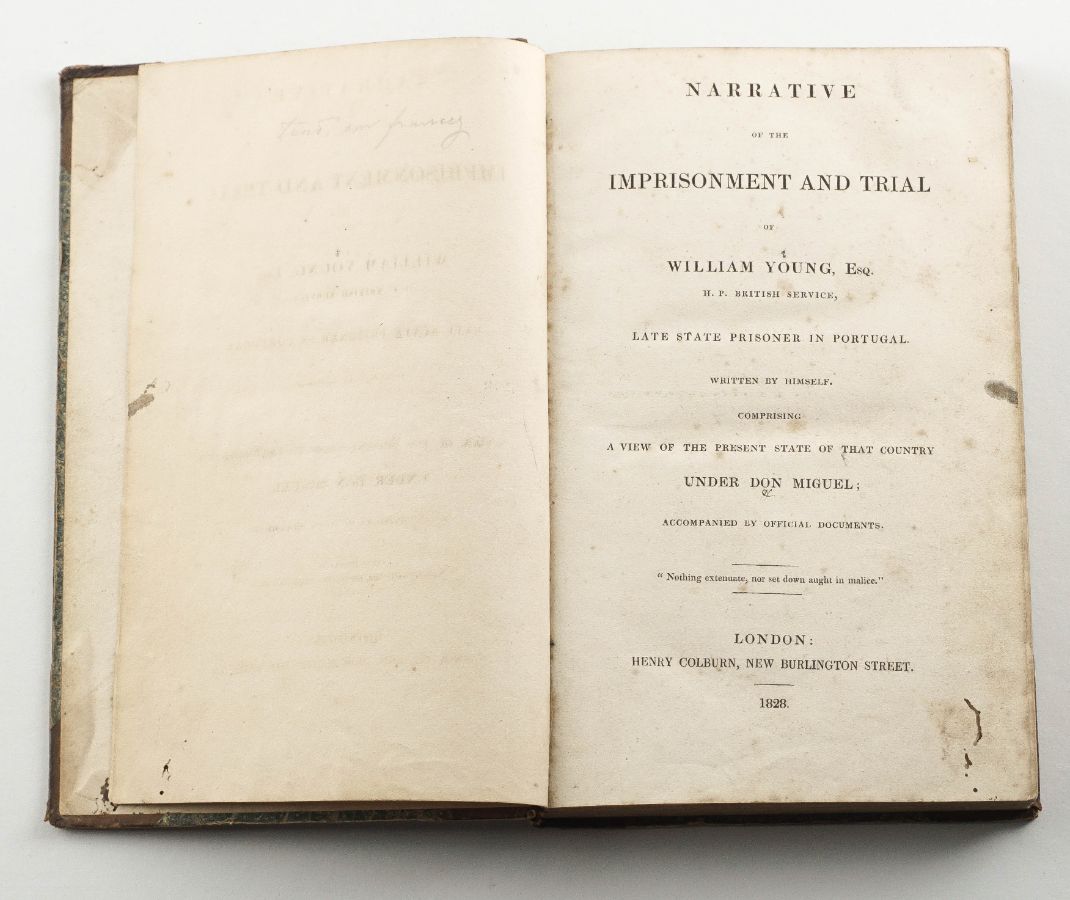 NARRATIVE
OF THE
IMPRISONMENT AND TRIAL
OF
WILLIAM YOUNG, ESQ.
H. P. BRITISH SERVICE,
LATE STATE PRISONER IN PORTUGAL.
WRITTEN BY HIMSELF.
COMPRISING
A VIEW OF THE PRESENT STATE OF THAT COUNTRY
UNDER DON MIGUEL;
ACCOMPANIED BY OFFICIAL DOCUMENTS.
" Nothing extenuate, nor set down aught in malice."
LONDON:
HENRY COLBURN, NEW BURLINGTON STREET.
1828.